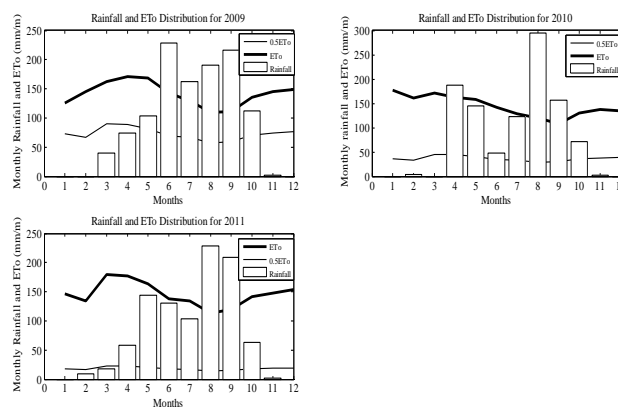 Rainfall and ETo Distribution for 2009
Monthly Rainfall and ETo (mm/m)
250
200
150
100
50
0
0 1 2 3 4 5 6 7 8 9 10 11 12
Months
0.5ETo
ETo
Rainfall
Rainfall and ETo Distribution for 2010
Monthly rainfall and ETo (mm/m)
300
250
200
150
100
50
0
0 1 2 3 4 5 6 7 8 9 10 11 12
Months
0.5ETo
ETo
Rainfall
Rainfall and ETo Distribution for 2011
Monthly Rainfall and ETo (mm/m)
250
200
150
100
50
0
0 1 2 3 4 5 6 7 8 9 10 11 12
Months
ETo
0.5ETo
Rainfall